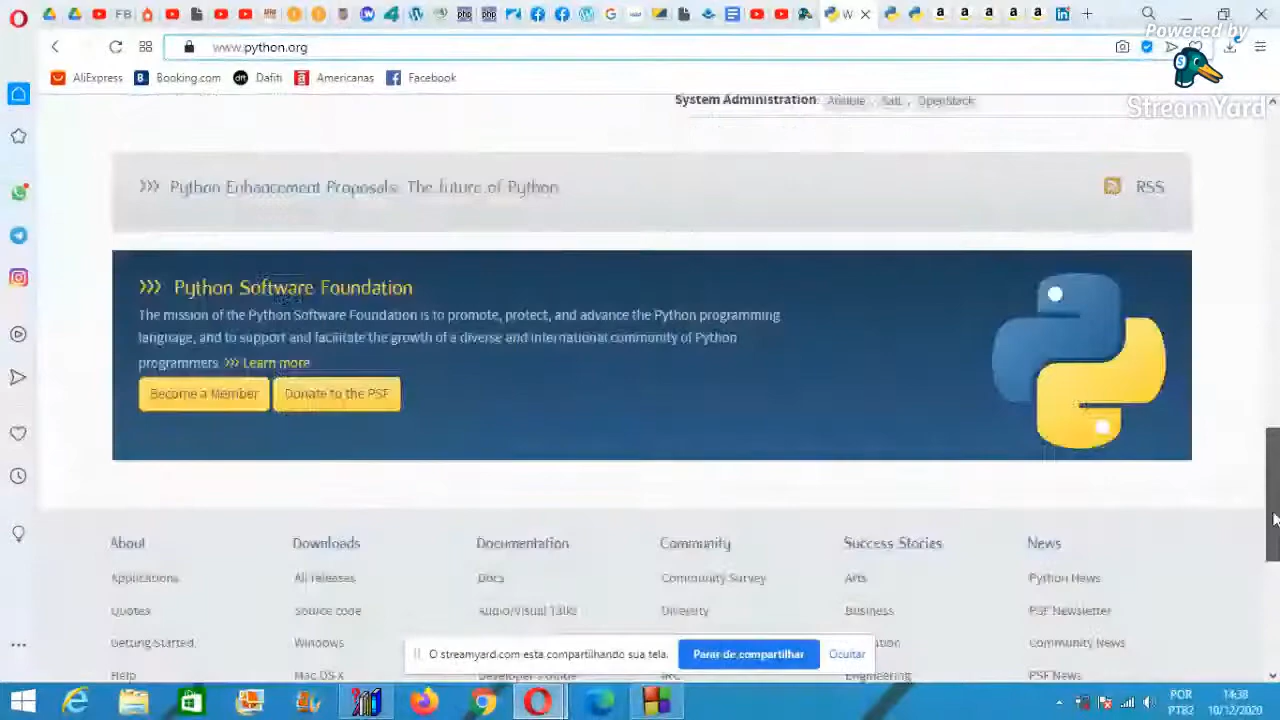 FB
W
Powered by
StreamYard
www.python.org
AliExpress
Booking.com
Dafiti
Americanas
Facebook
System Administration: Ansible, Salt, OpenStack
>>> Python Enhancement Proposals: The future of Python
RSS
>>> Python Software Foundation
The mission of the Python Software Foundation is to promote, protect, and advance the Python programming
language, and to support and facilitate the growth of a diverse and international community of Python
programmers. >>> Learn more
Become a Member
Donate to the PSF
About Downloads Documentation Community Success Stories News
Applications All releases Docs Community Survey Arts Python News
Quotes Source code Audio/Visual Talks Diversity Business PSF Newsletter
Getting Started Windows Community News
O streamyard.com está compartilhando sua tela.
Parar de compartilhar
Ocultar
Help Mac OS X Developer's Guide IRC Engineering PSF News
POR
PTB2
14:38
10/12/2020